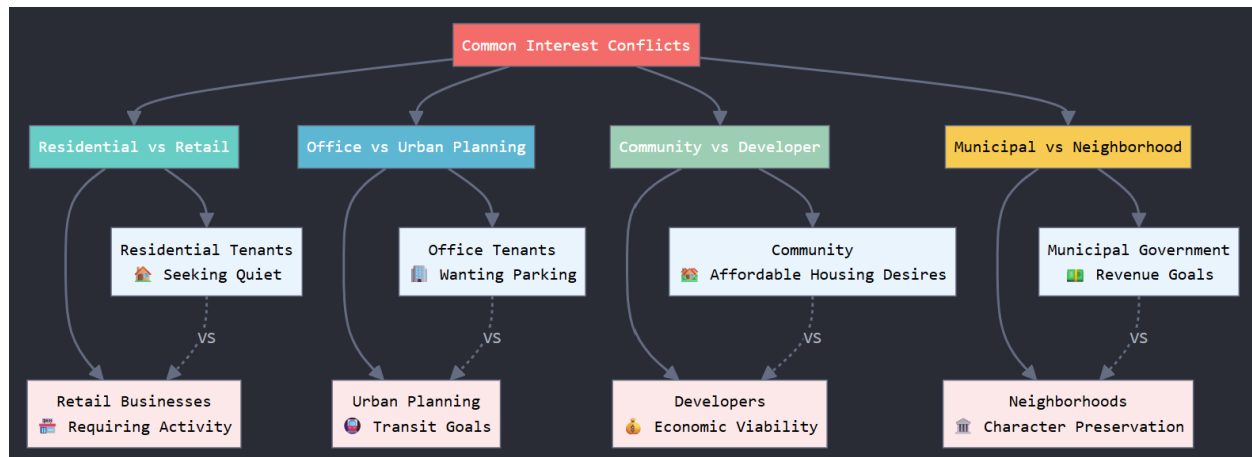 Common Interest Conflicts
Residential vs Retail
Office vs Urban Planning
Community vs Developer
Municipal vs Neighborhood
Residential Tenants
Seeking Quiet
Office Tenants
Wanting Parking
Community
Affordable Housing Desires
Municipal Government
Revenue Goals
vs
vs
vs
vs
Retail Businesses
Requiring Activity
Urban Planning
Transit Goals
Developers
Economic Viability
Neighborhoods
Character Preservation